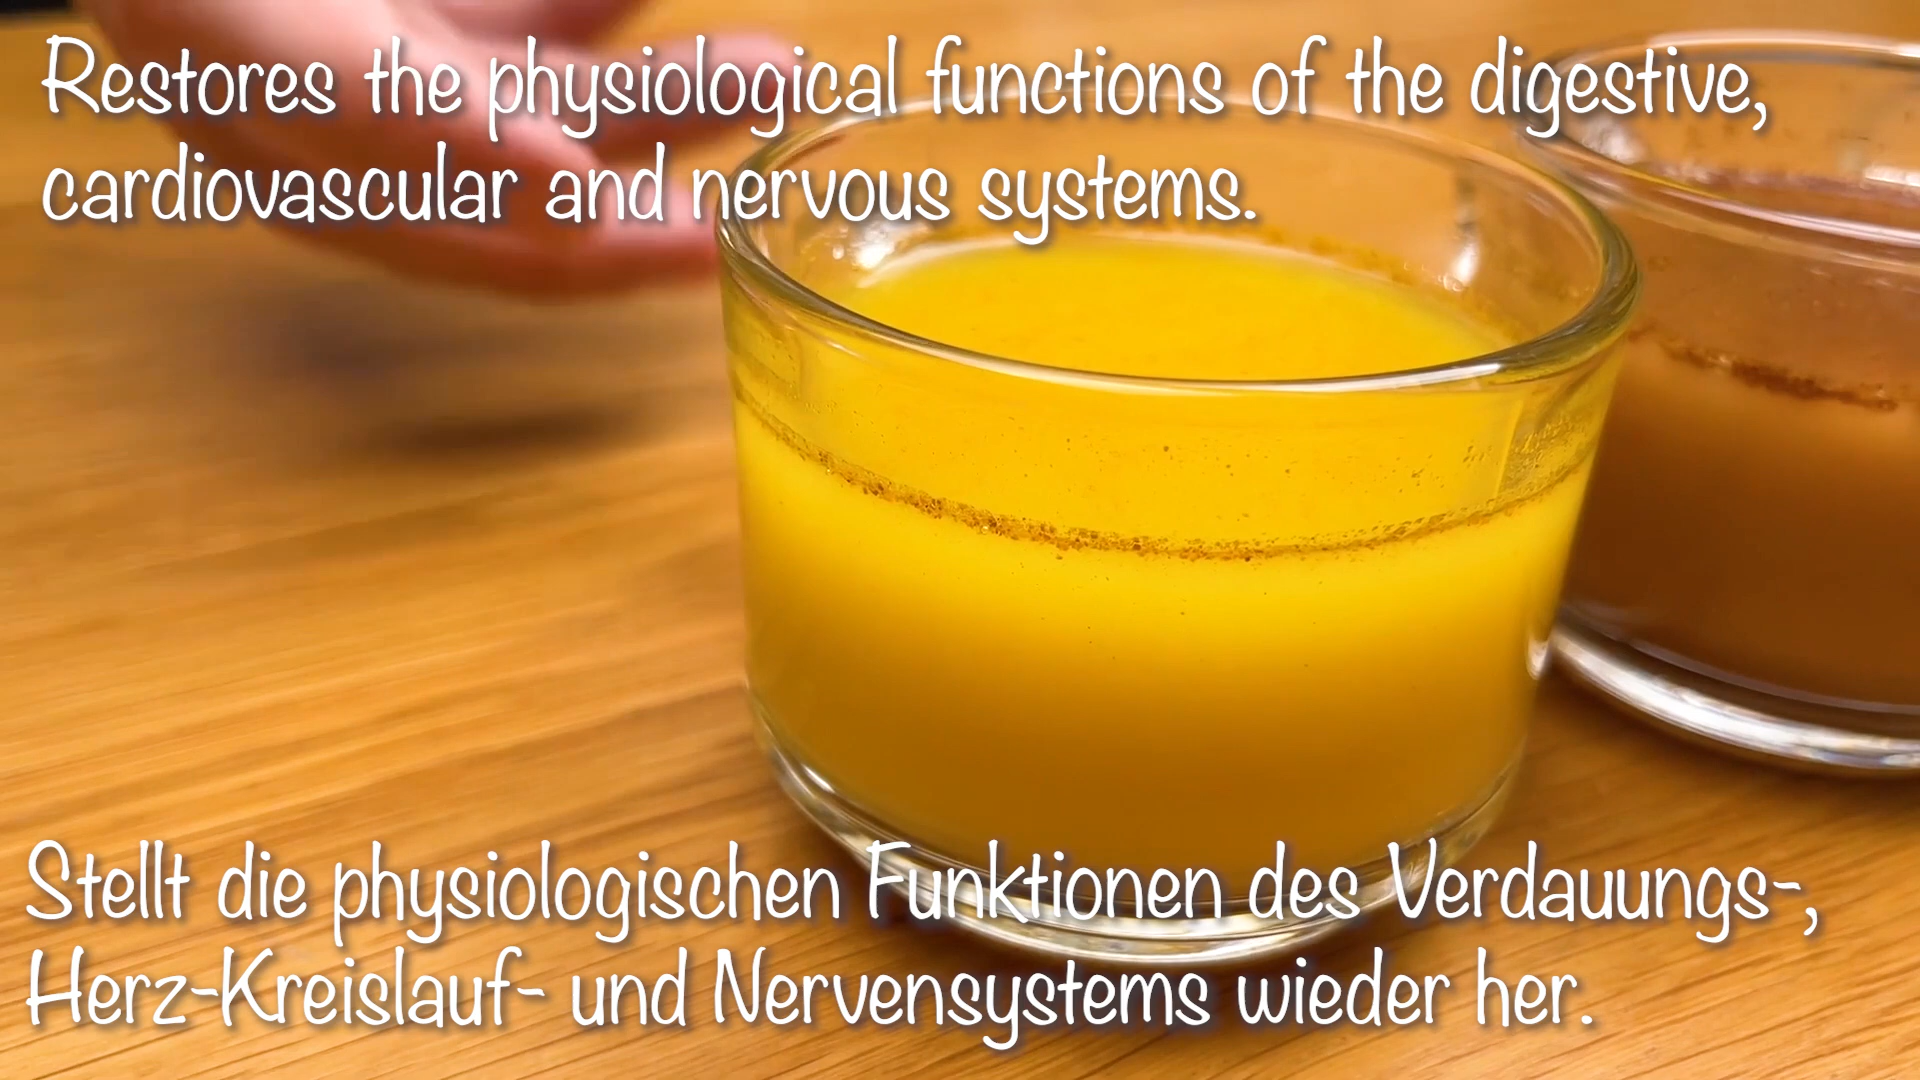 Restores the physiological functions of the digestive,
cardiovascular and nervous systems.
Stellt die physiologischen Funktionen des Verdauungs-,
Herz-Kreislauf- und Nervensystems wieder her.